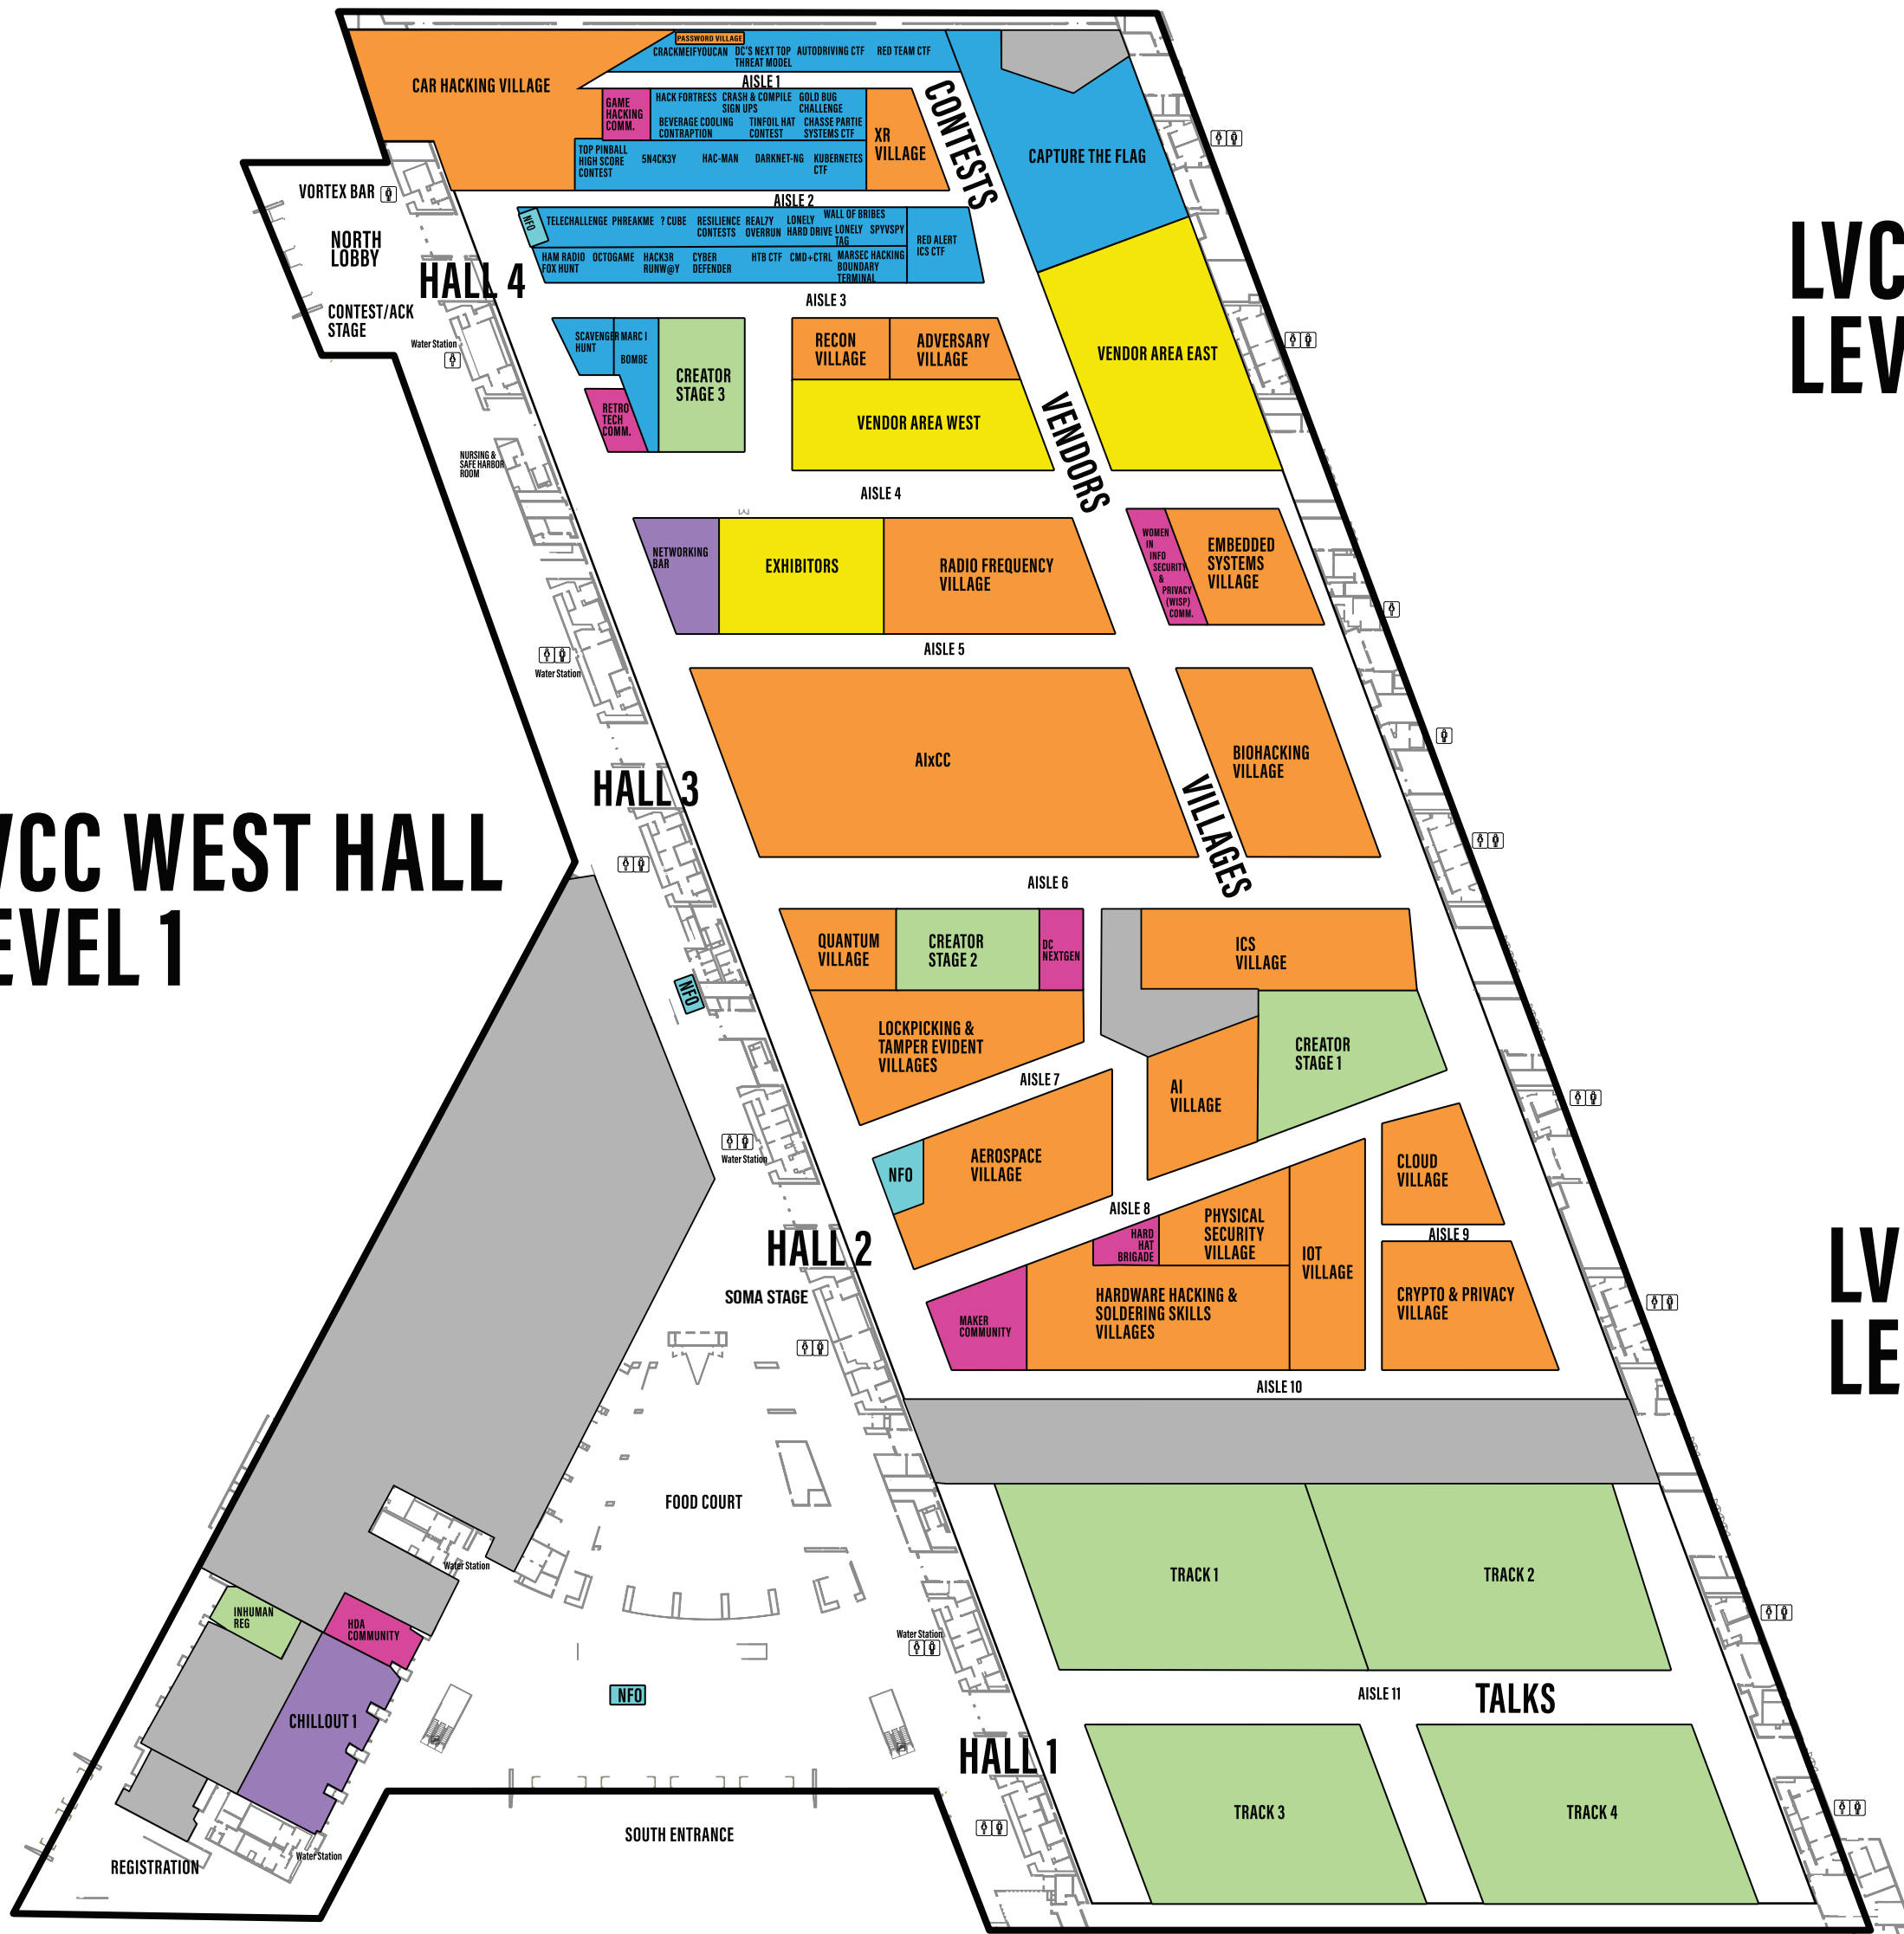 PASSWORD VILLAGE
CRACKMEIFYOUCAN
DC'S NEXT TOP
THREAT MODEL
AUTODRIVING CTF
RED TEAM CTF
CAR HACKING VILLAGE
AISLE 1
CONTESTS
GAME
HACKING
COMM.
HACK FORTRESS
CRASH & COMPILE
SIGN UPS
GOLD BUG
CHALLENGE
BEVERAGE COOLING
CONTRAPTION
TINFOIL HAT
CONTEST
CHASSE PARTIE
SYSTEMS CTF
XR
VILLAGE
TOP PINBALL
HIGH SCORE
CONTEST
5N4CK3Y
HAC-MAN
DARKNET-NG
KUBERNETES
CTF
CAPTURE THE FLAG
VORTEX BAR
AISLE 2
NFO
TELECHALLENGE
PHREAKME
? CUBE
RESILIENCE
CONTESTS
REAL7Y
OVERRUN
LONELY
HARD DRIVE
WALL OF BRIBES
LONELY
TAG
SPYVSPY
RED ALERT
ICS CTF
HAM RADIO
FOX HUNT
OCTOGAME
HACK3R
RUNW@Y
CYBER
DEFENDER
HTB CTF
CMD+CTRL
MARSEC HACKING
BOUNDARY
TERMINAL
NORTH
LOBBY
HALL 4
LVC
LEV
CONTEST/ACK
STAGE
Water Station
AISLE 3
SCAVENGER
HUNT
MARC I
BOMBE
CREATOR
STAGE 3
RETRO
TECH
COMM.
RECON
VILLAGE
ADVERSARY
VILLAGE
VENDOR AREA WEST
VENDOR AREA EAST
VENDORS
NURSING &
SAFE HARBOR
ROOM
AISLE 4
NETWORKING
BAR
EXHIBITORS
RADIO FREQUENCY
VILLAGE
WOMEN
IN
INFO
SECURITY
&
PRIVACY
(WISP)
COMM.
EMBEDDED
SYSTEMS
VILLAGE
AISLE 5
Water Station
AIxCC
BIOHACKING
VILLAGE
VILLAGES
HALL 3
VCC WEST HALL
EVEL 1
AISLE 6
QUANTUM
VILLAGE
CREATOR
STAGE 2
DC
NEXTGEN
ICS
VILLAGE
NFO
LOCKPICKING &
TAMPER EVIDENT
VILLAGES
CREATOR
STAGE 1
AISLE 7
AI
VILLAGE
Water Station
NFO
AEROSPACE
VILLAGE
CLOUD
VILLAGE
AISLE 8
AISLE 9
HARD
HAT
BRIGADE
PHYSICAL
SECURITY
VILLAGE
IOT
VILLAGE
HALL 2
LV
LE
SOMA STAGE
MAKER
COMMUNITY
HARDWARE HACKING &
SOLDERING SKILLS
VILLAGES
CRYPTO & PRIVACY
VILLAGE
AISLE 10
FOOD COURT
Water Station
TRACK 1
TRACK 2
INHUMAN
REG
HDA
COMMUNITY
Water Station
NFO
AISLE 11
TALKS
CHILLOUT 1
HALL 1
TRACK 3
TRACK 4
SOUTH ENTRANCE
Water Station
REGISTRATION